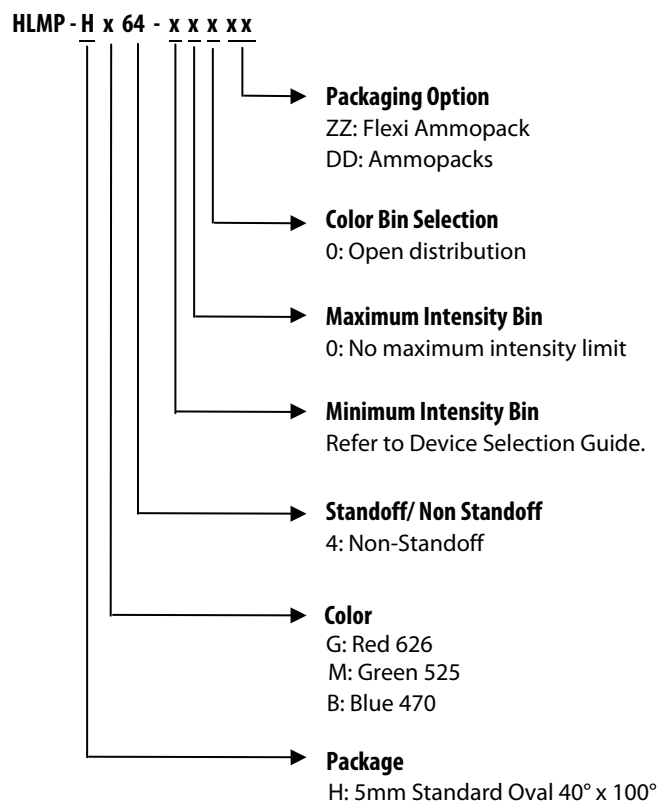 HLMP - H x 64 - x x x x x
Packaging Option
ZZ: Flexi Ammopack
DD: Ammopacks
Color Bin Selection
0: Open distribution
Maximum Intensity Bin
0: No maximum intensity limit
Minimum Intensity Bin
Refer to Device Selection Guide.
Standoff/ Non Standoff
4: Non-Standoff
Color
G: Red 626
M: Green 525
B: Blue 470
Package
H: 5mm Standard Oval 40° x 100°